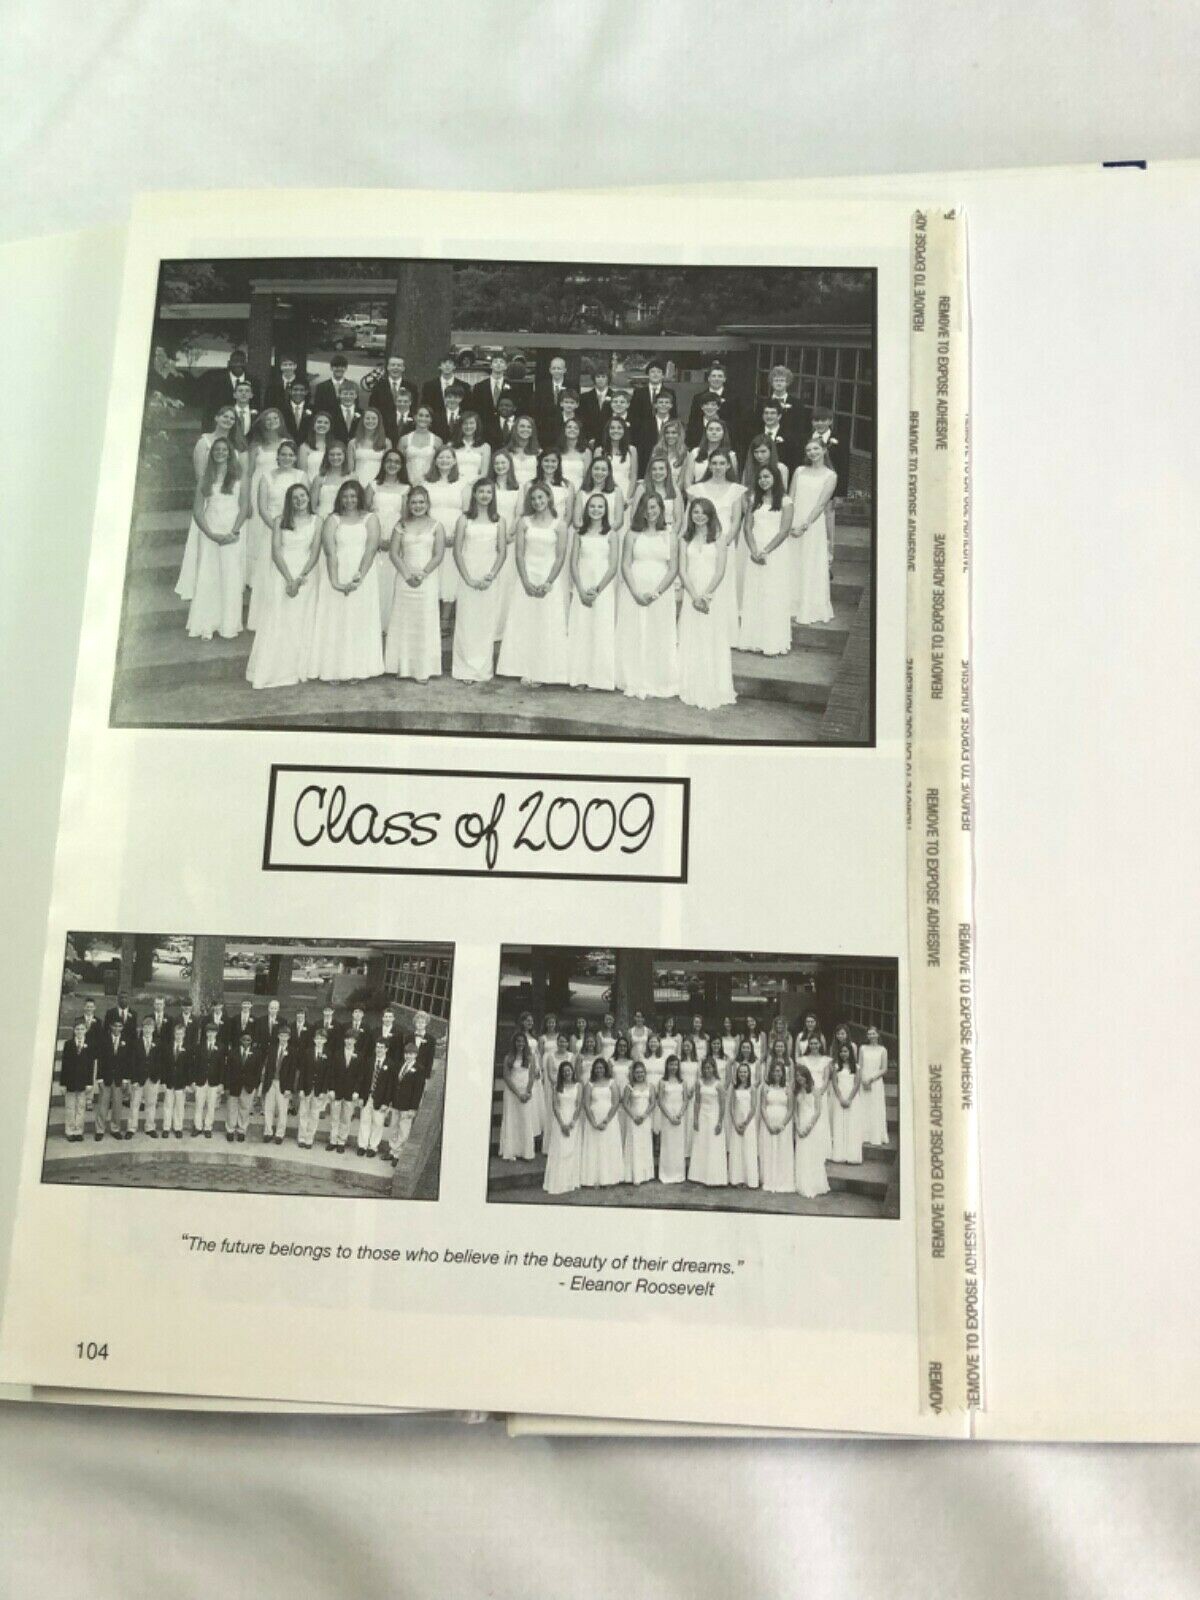 Class of 2009
"The future belongs to those who believe in the beauty of their dreams."
- Eleanor Roosevelt
104
REMOVE TO EXPOSE
REMOVE TO EXPOSE ADHESIVE
REMOVE TO EXPOSE ADHESIVE
REMOVE TO EXPOSE ADHESIVE
REMOVE TO EXPOSE ADHESIVE
REMOVE TO EXPOSE ADHESIVE
REMOVE TO EXPOSE ADHESIVE
REMOVE TO EXPOSE ADHESIVE
REMOVE TO EXPOSE ADHESIVE